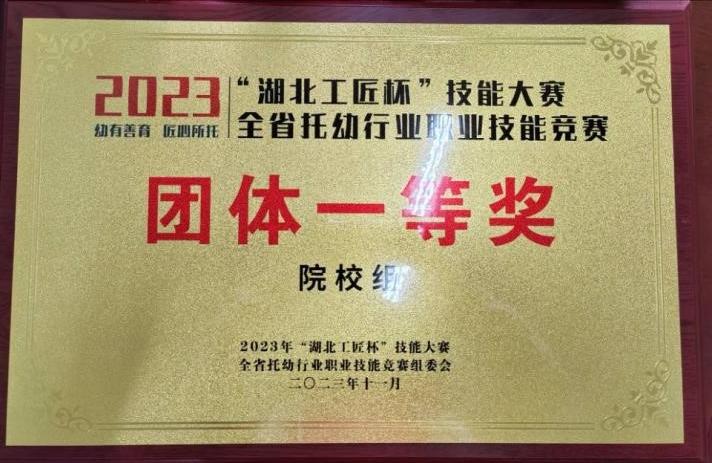 2023
幼有善育 匠心所托
“湖北工匠杯”技能大赛
全省托幼行业职业技能竞赛
团体一等奖
院校组
2023年“湖北工匠杯”技能大赛
全省托幼行业职业技能竞赛组委会
二〇二三年十一月